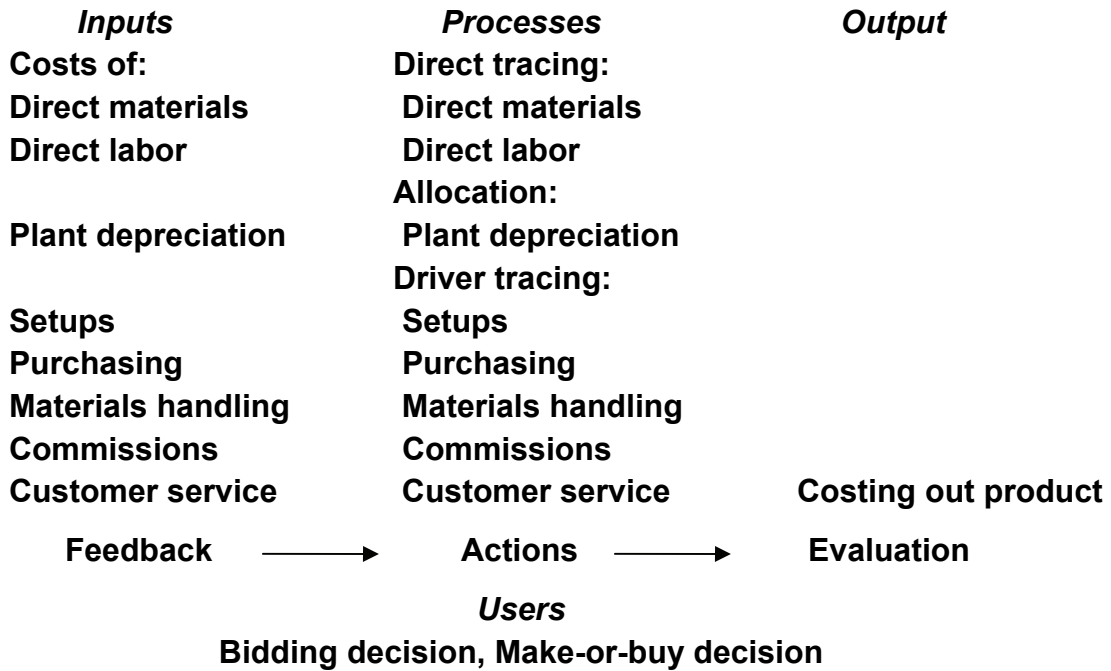 Inputs Processes Output
Costs of: Direct tracing:
Direct materials Direct materials
Direct labor Direct labor
Allocation:
Plant depreciation Plant depreciation
Driver tracing:
Setups Setups
Purchasing Purchasing
Materials handling Materials handling
Commissions Commissions
Customer service Customer service Costing out product
Feedback Actions Evaluation
Users
Bidding decision, Make-or-buy decision